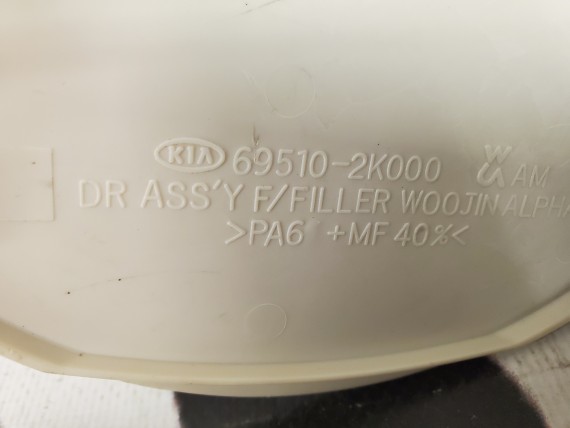 KIA 69510-2K000 AM
DR ASS'Y F/FILLER WOOJIN ALPHA
>PA6 +MF 40%<